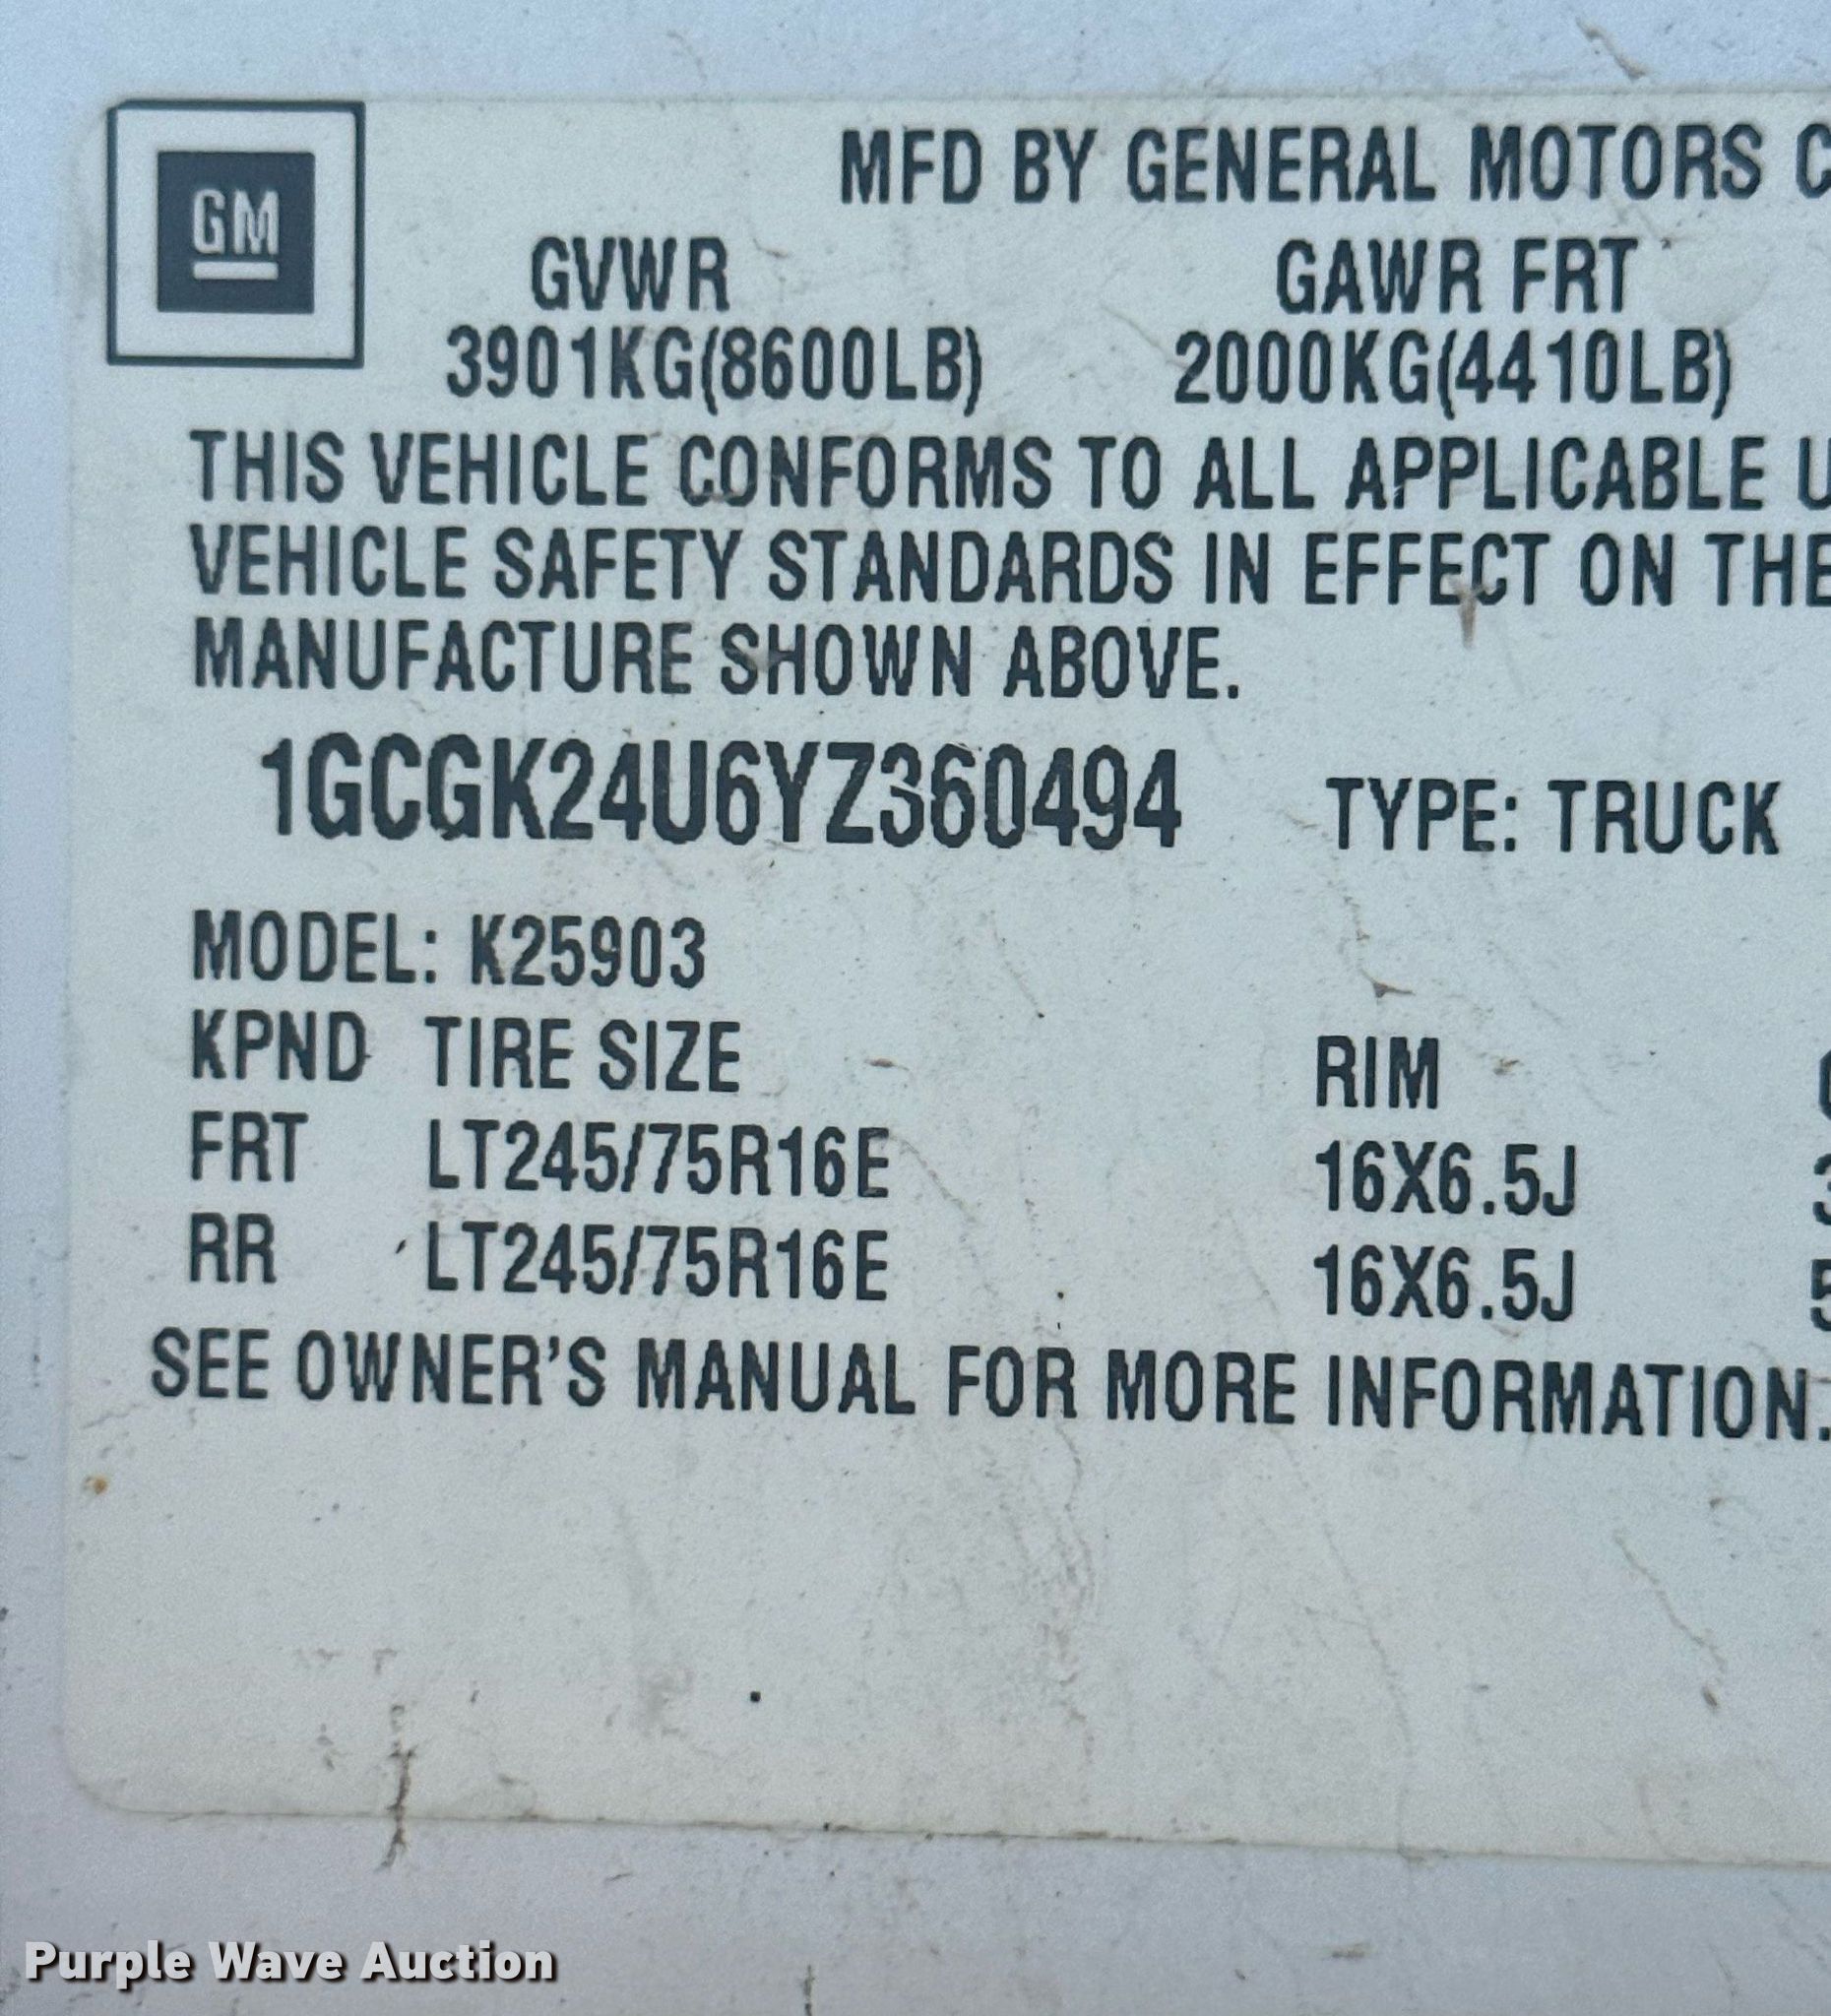 GM
MFD BY GENERAL MOTORS
GVWR GAWR FRT
3901KG(8600LB) 2000KG(4410LB)
THIS VEHICLE CONFORMS TO ALL APPLICABLE
VEHICLE SAFETY STANDARDS IN EFFECT ON THE
MANUFACTURE SHOWN ABOVE.
1GCGK24U6YZ360494 TYPE: TRUCK
MODEL: K25903
KPND TIRE SIZE RIM
FRT LT245/75R16E 16X6.5J
RR LT245/75R16E 16X6.5J
SEE OWNER'S MANUAL FOR MORE INFORMATION.
Purple Wave Auction